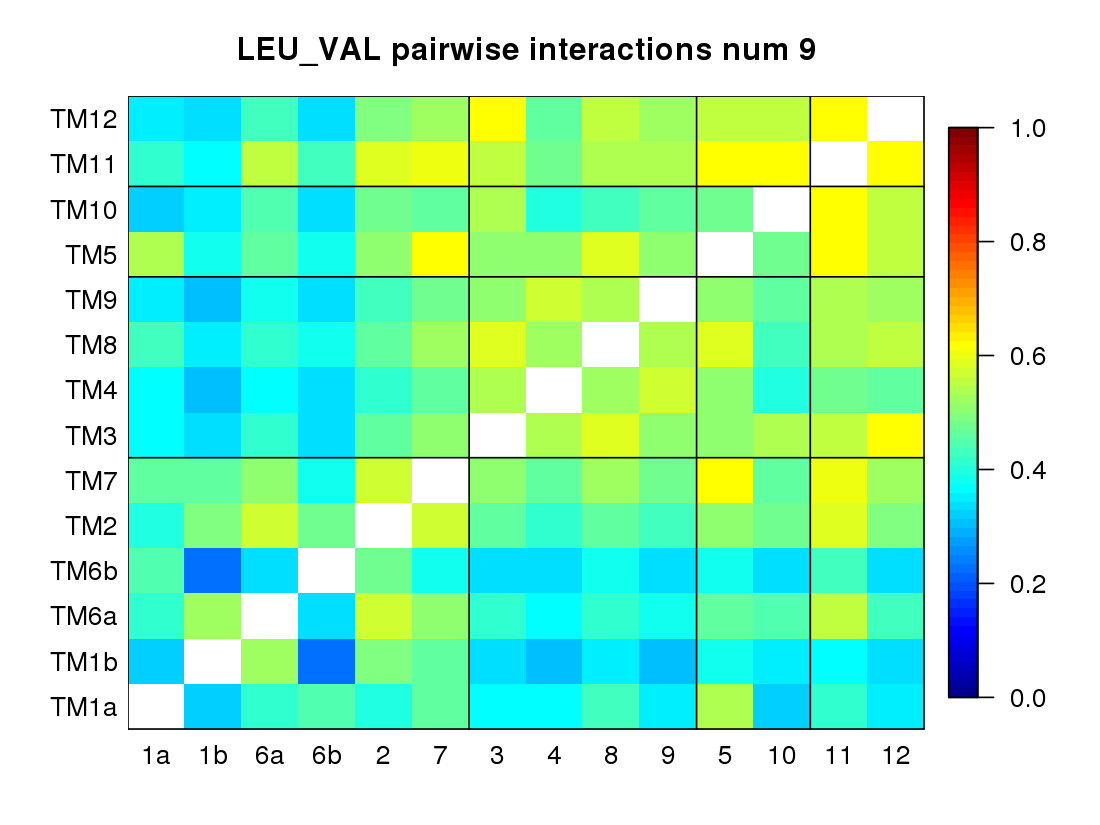 LEU_VAL pairwise interactions num 9
TM12
TM11
TM10
TM5
TM9
TM8
TM4
TM3
TM7
TM2
TM6b
TM6a
TM1b
TM1a
1a 1b 6a 6b 2 7 3 4 8 9 5 10 11 12
1.0
0.8
0.6
0.4
0.2
0.0